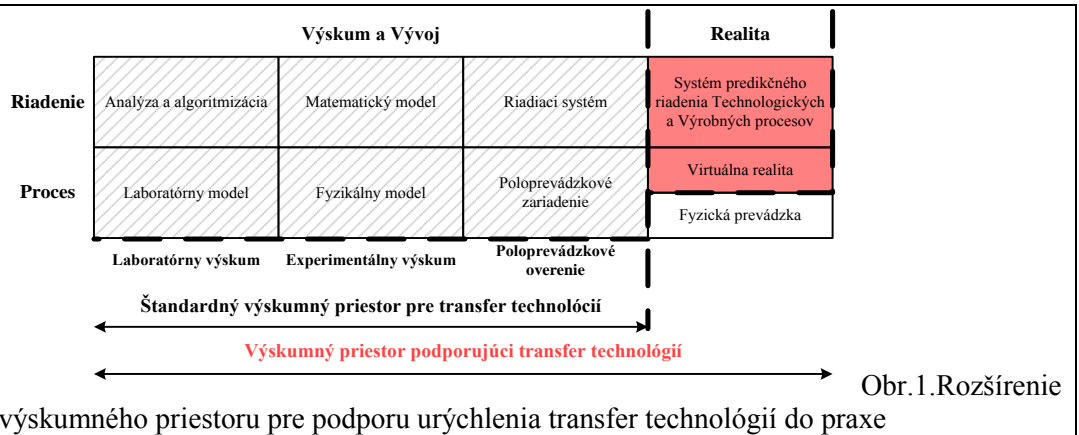 Výskum a Vývoj
Realita
Riadenie
Analýza a algoritmizácia
Matematický model
Riadiaci systém
Systém predikčného
riadenia Technologických
a Výrobných procesov
Proces
Laboratórny model
Fyzikálny model
Poloprevádzkové
zariadenie
Virtuálna realita
Fyzická prevádzka
Laboratórny výskum
Experimentálny výskum
Poloprevádzkové
overenie
Štandardný výskumný priestor pre transfer technolócií
Výskumný priestor podporujúci transfer technológií
Obr.1.Rozšírenie
výskumného priestoru pre podporu urýchlenia transfer technológií do praxe